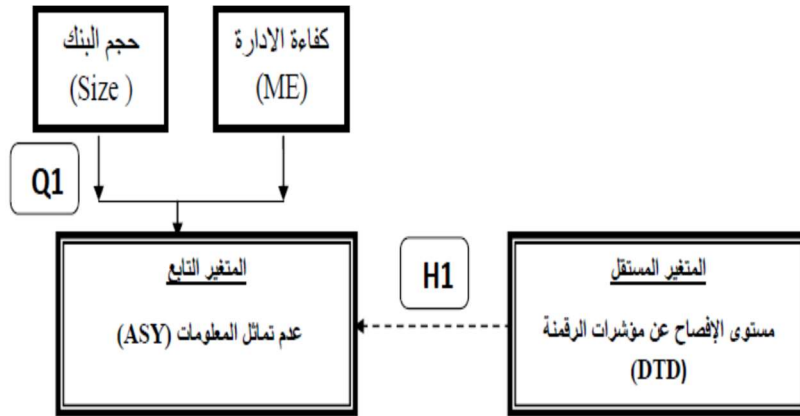 حجم البنك
(Size )
كفاءة الادارة
(ME)
Q1
المتغير المستقل
مستوى الإفصاح عن مؤشرات الرقمنة
(DTD)
H1
المتغير التابع
عدم تماثل المعلومات (ASY)